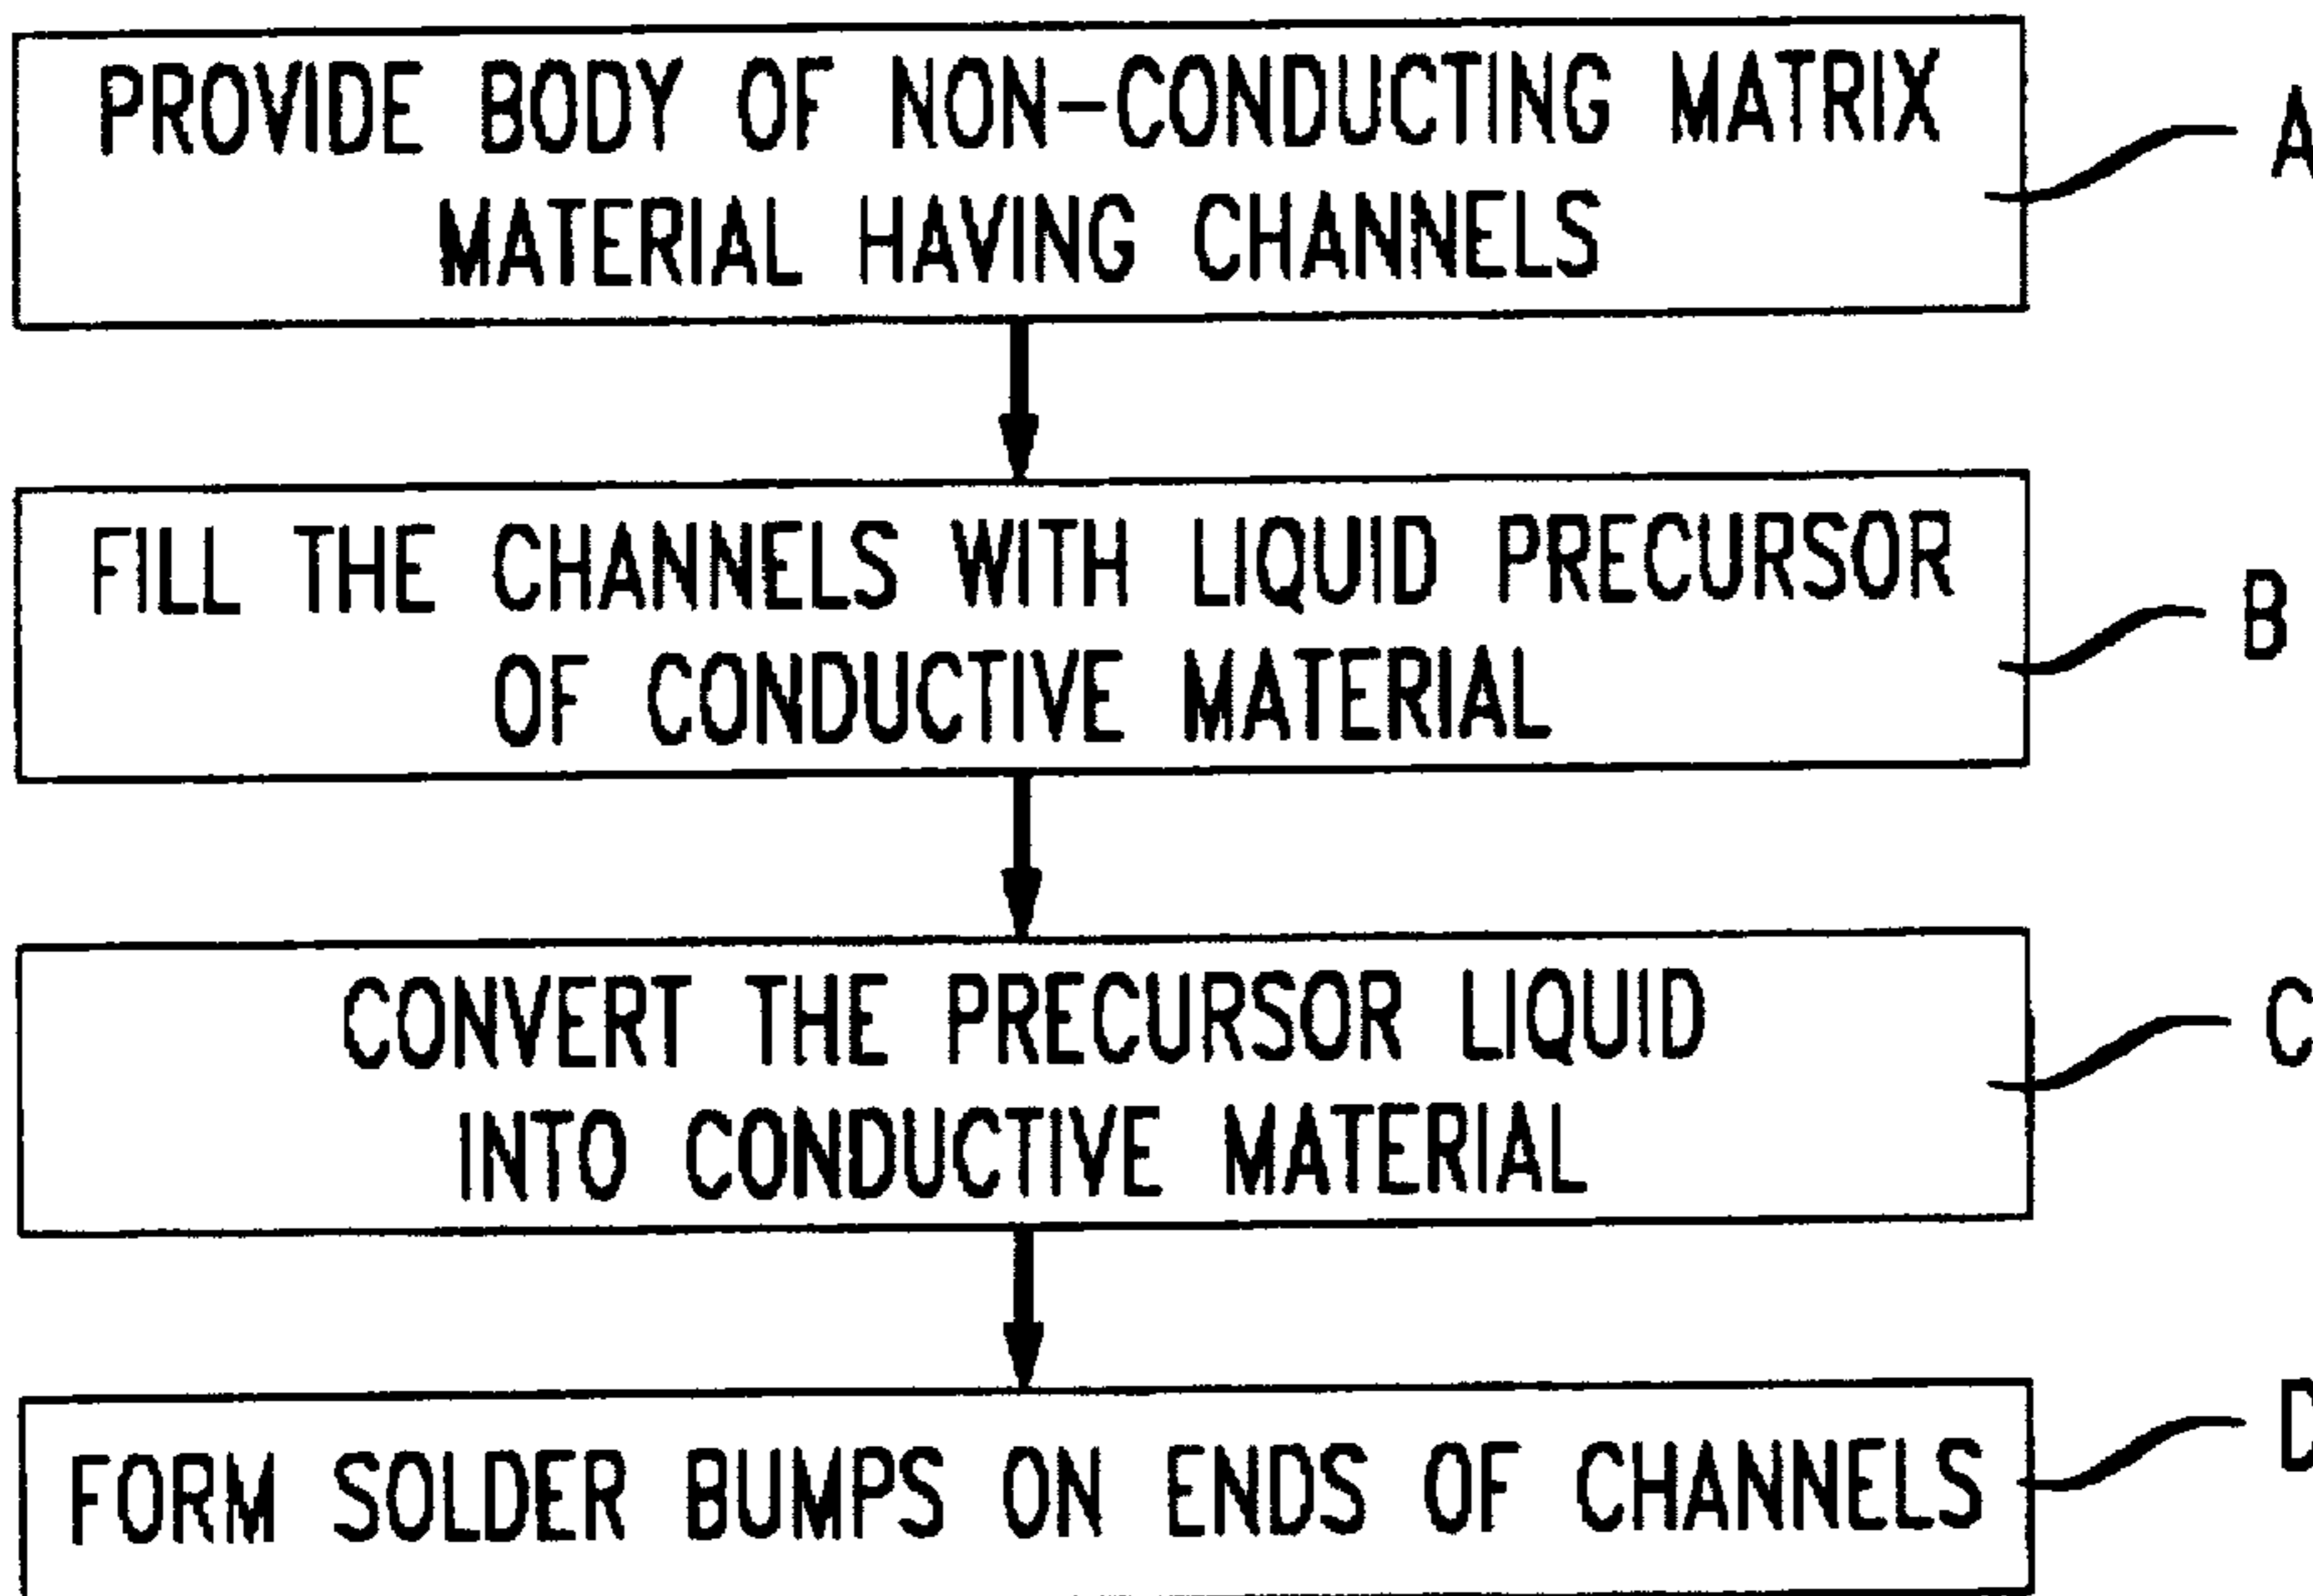 PROVIDE BODY OF NON-CONDUCTING MATRIX
MATERIAL HAVING CHANNELS
A
FILL THE CHANNELS WITH LIQUID PRECURSOR
OF CONDUCTIVE MATERIAL
B
CONVERT THE PRECURSOR LIQUID
INTO CONDUCTIVE MATERIAL
C
FORM SOLDER BUMPS ON ENDS OF CHANNELS
D